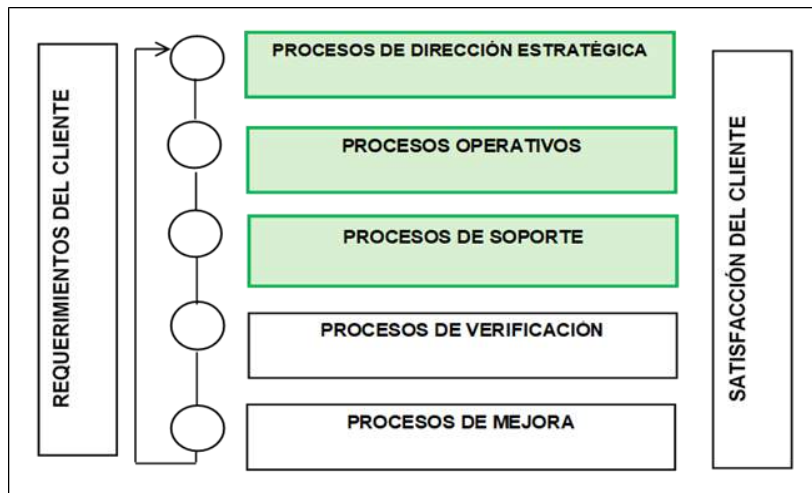 REQUERIMIENTOS DEL CLIENTE
PROCESOS DE DIRECCIÓN ESTRATÉGICA
PROCESOS OPERATIVOS
PROCESOS DE SOPORTE
PROCESOS DE VERIFICACIÓN
PROCESOS DE MEJORA
SATISFACCIÓN DEL CLIENTE